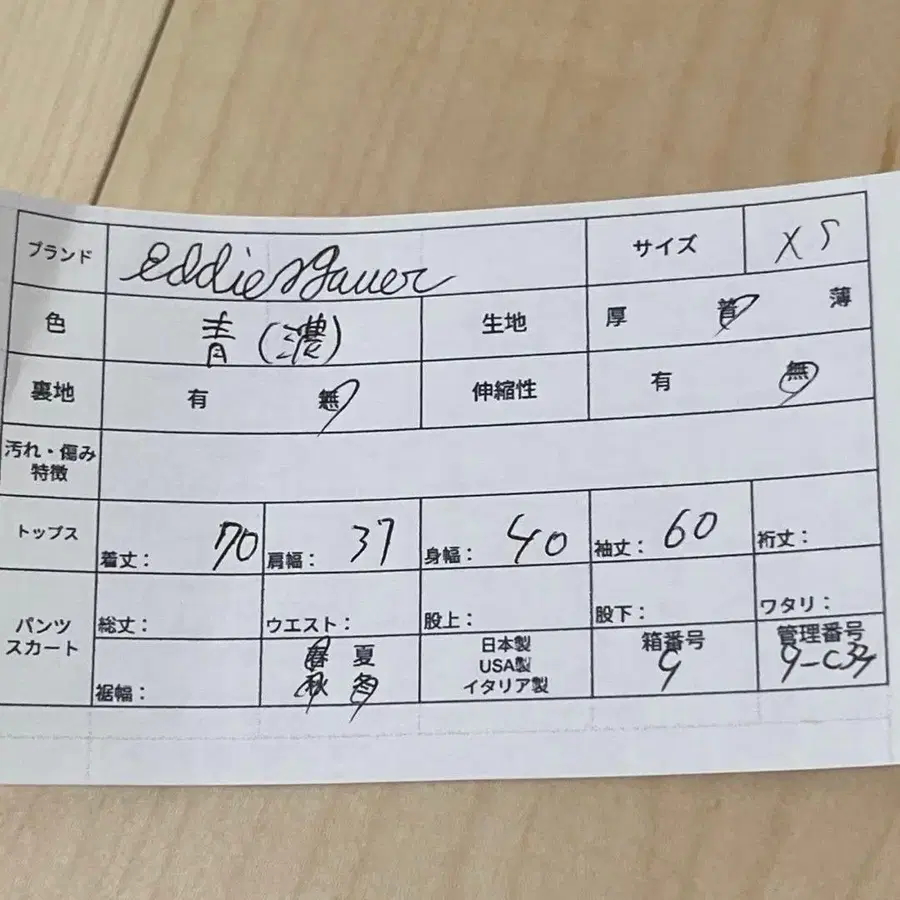 ブランド eddie Bauer サイズ XS
色 青(濃) 生地 厚 普 薄
裏地 有 無 伸縮性 有 無
汚れ・傷み
特徴
トップス 着丈: 70 肩幅: 37 身幅: 40 袖丈: 60 裄丈:
パンツ
スカート
総丈: ウエスト: 股上: 股下: ワタリ:
裾幅:
春 夏
秋 冬
日本製
USA製
イタリア製
箱番号
9
管理番号
9-C33